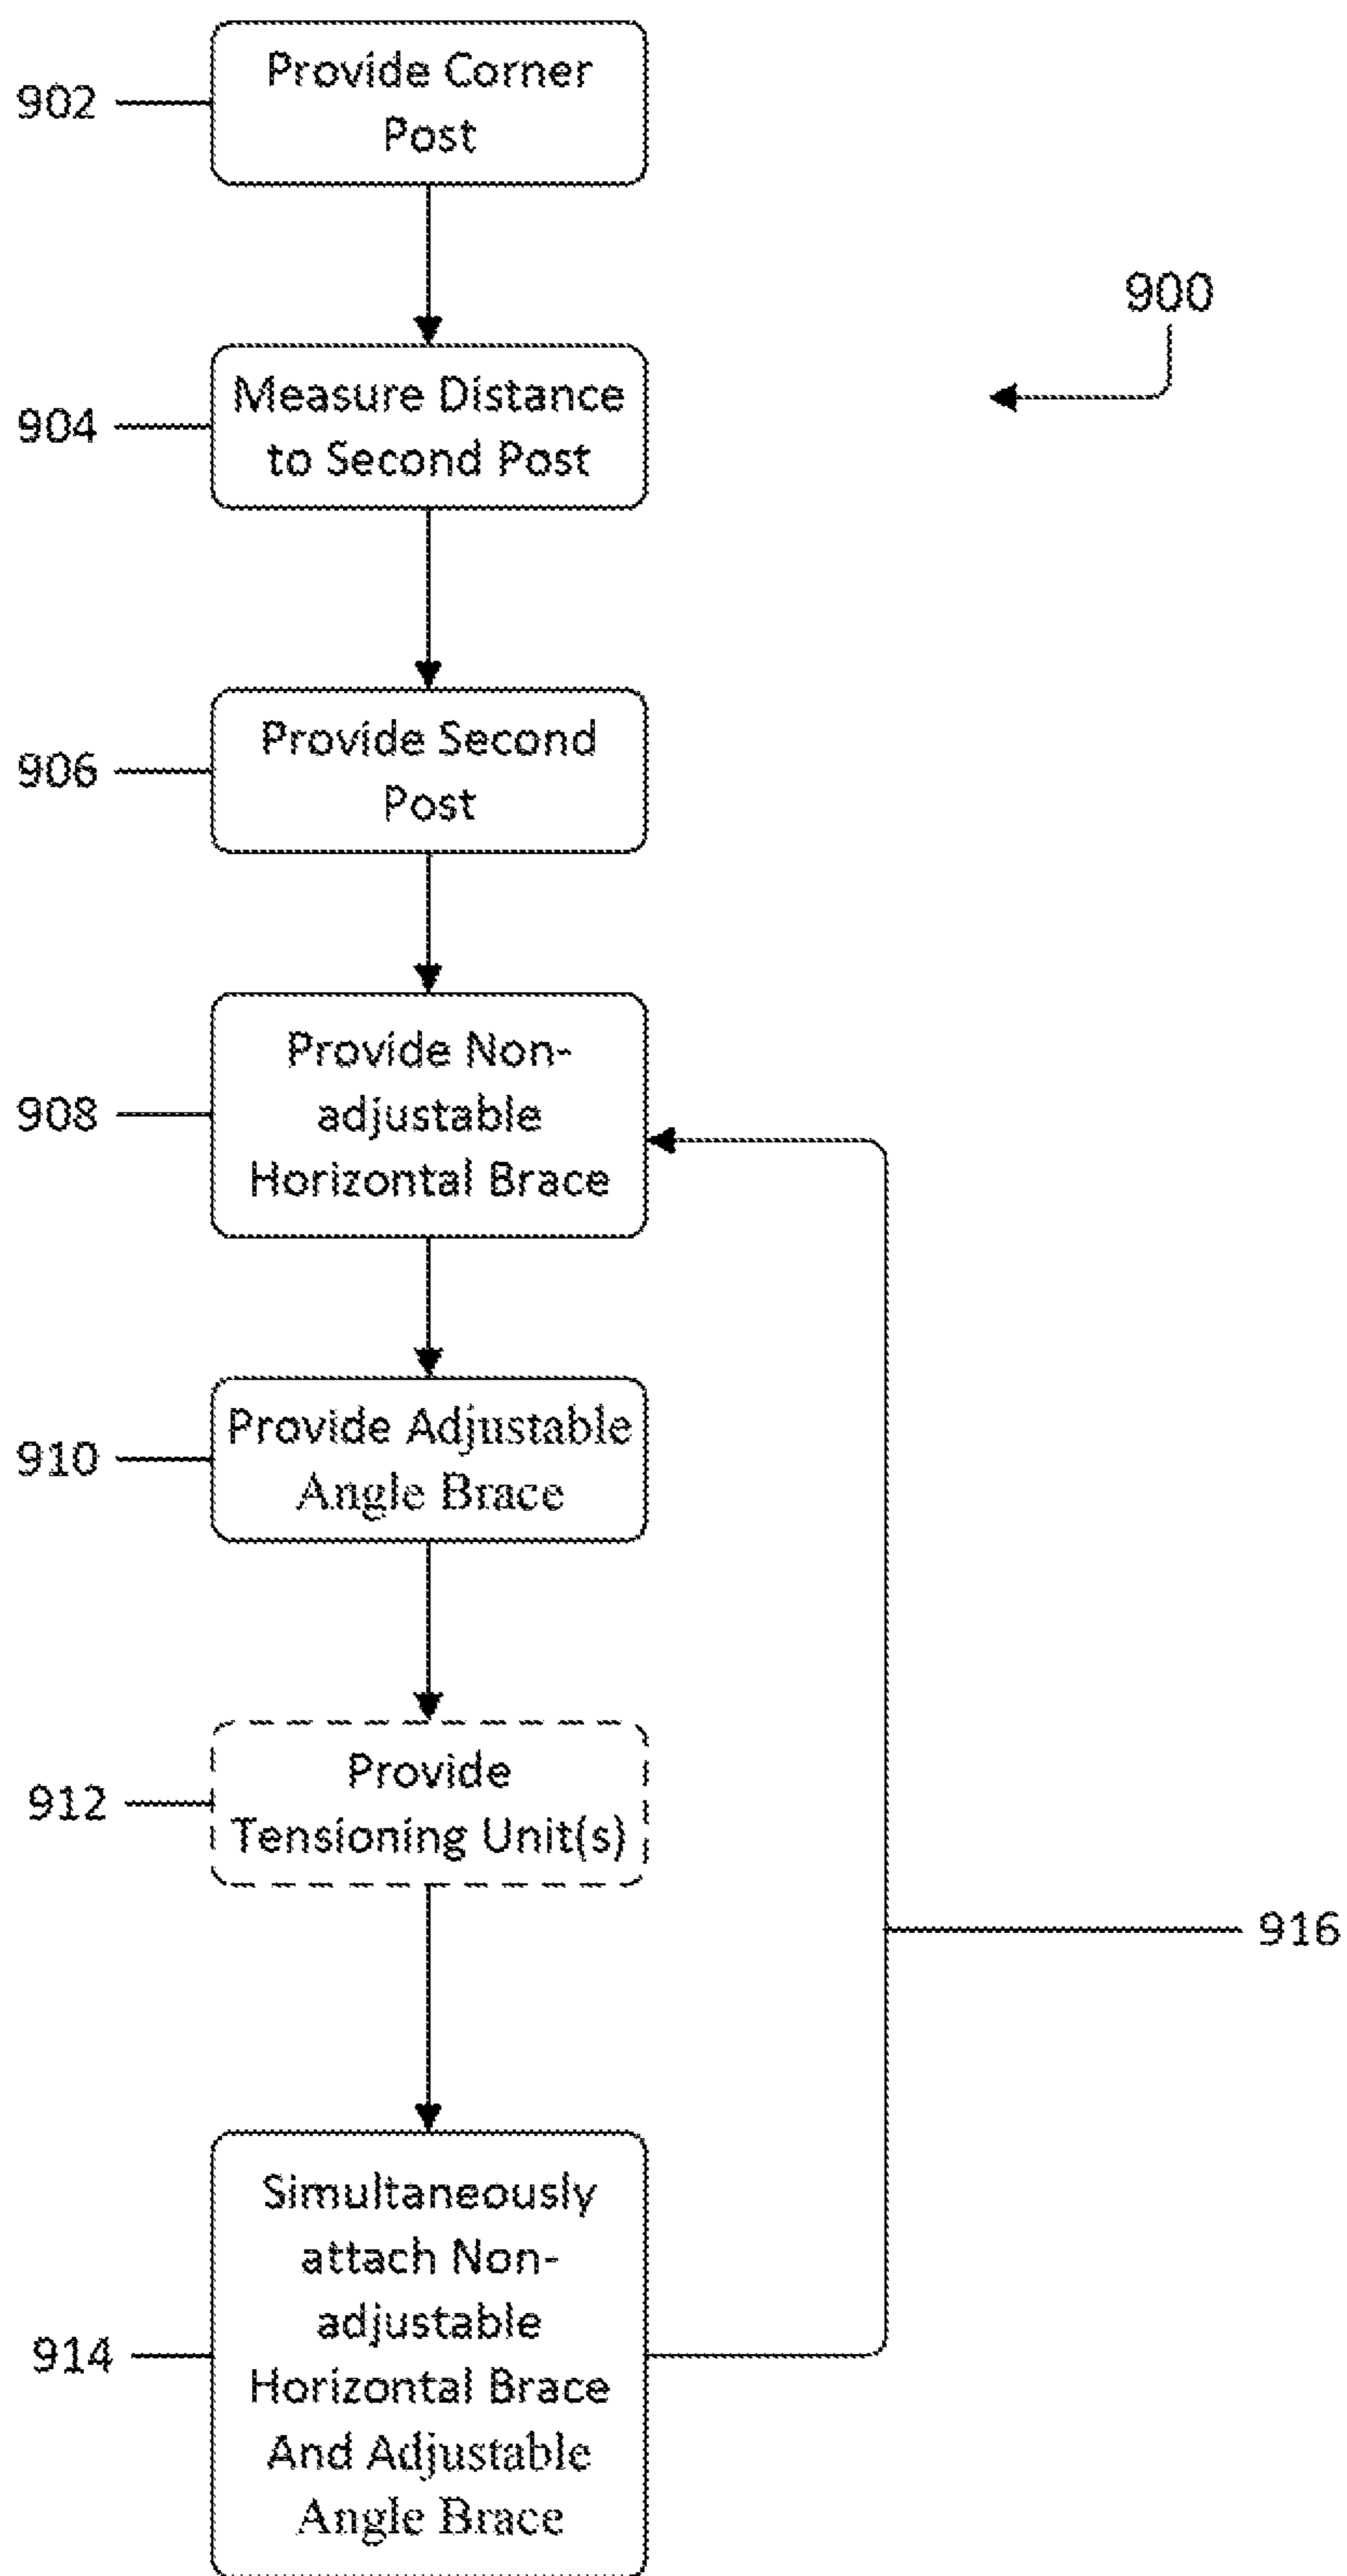 Provide Corner
Post
902
900
Measure Distance
to Second Post
904
Provide Second
Post
906
Provide Non-
adjustable
Horizontal Brace
908
Provide Adjustable
Angle Brace
910
Provide
Tensioning Unit(s)
912
916
Simultaneously
attach Non-
adjustable
Horizontal Brace
And Adjustable
Angle Brace
914